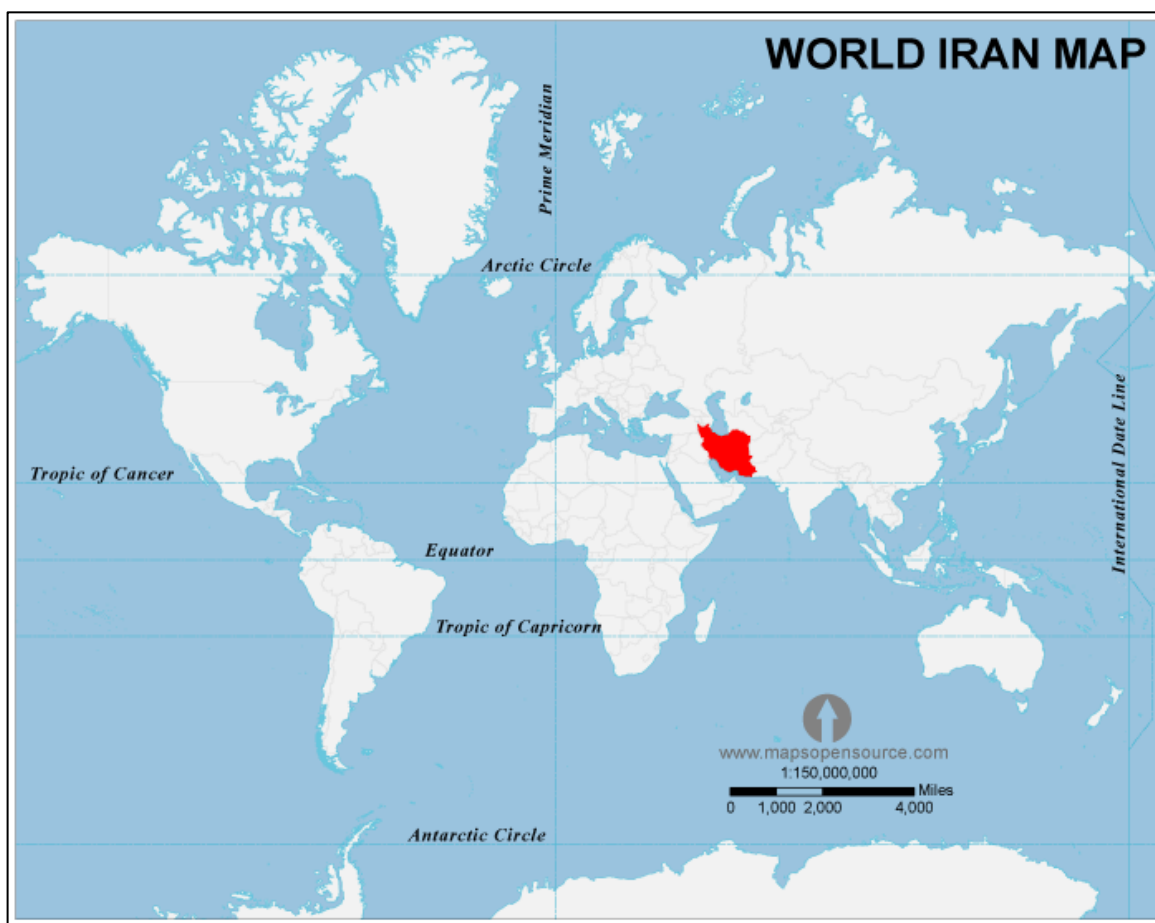 WORLD IRAN MAP
Prime Meridian
Arctic Circle
International Date Line
Tropic of Cancer
Equator
Tropic of Capricorn
www.mapsopensource.com
1:150,000,000
Miles
0 1,000 2,000 4,000
Antarctic Circle